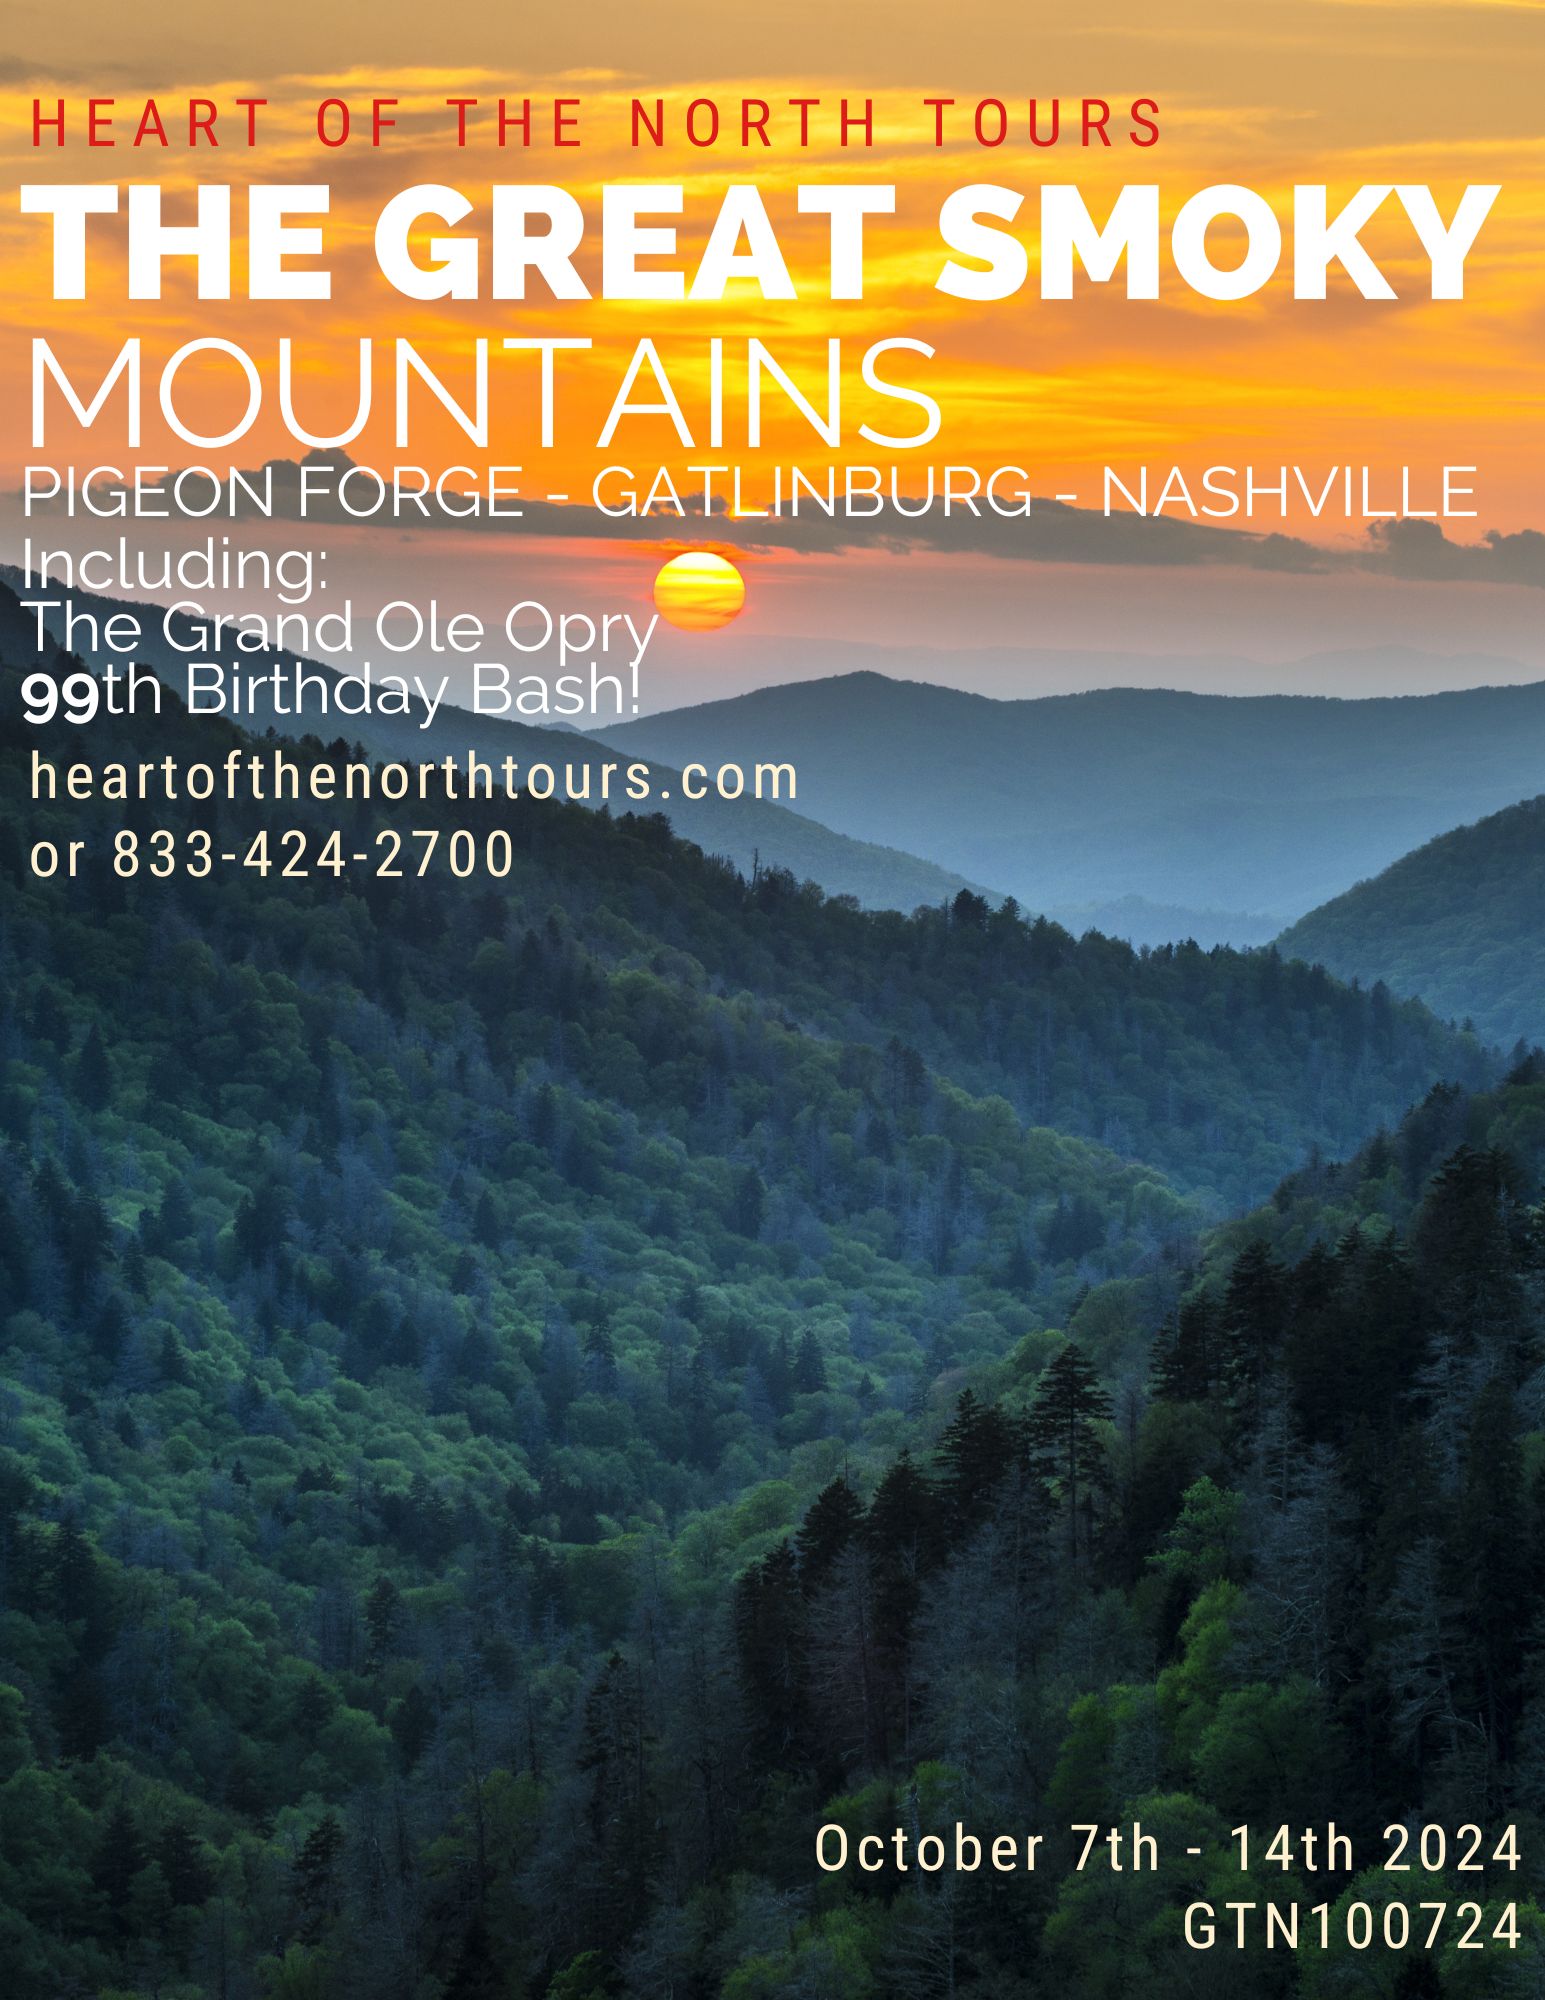 HEART OF THE NORTH TOURS
THE GREAT SMOKY
MOUNTAINS
PIGEON FORGE - GATLINBURG - NASHVILLE
Including:
The Grand Ole Opry
99th Birthday Bash!
heartofthenorthtours.com
or 833-424-2700
October 7th - 14th 2024
GTN100724